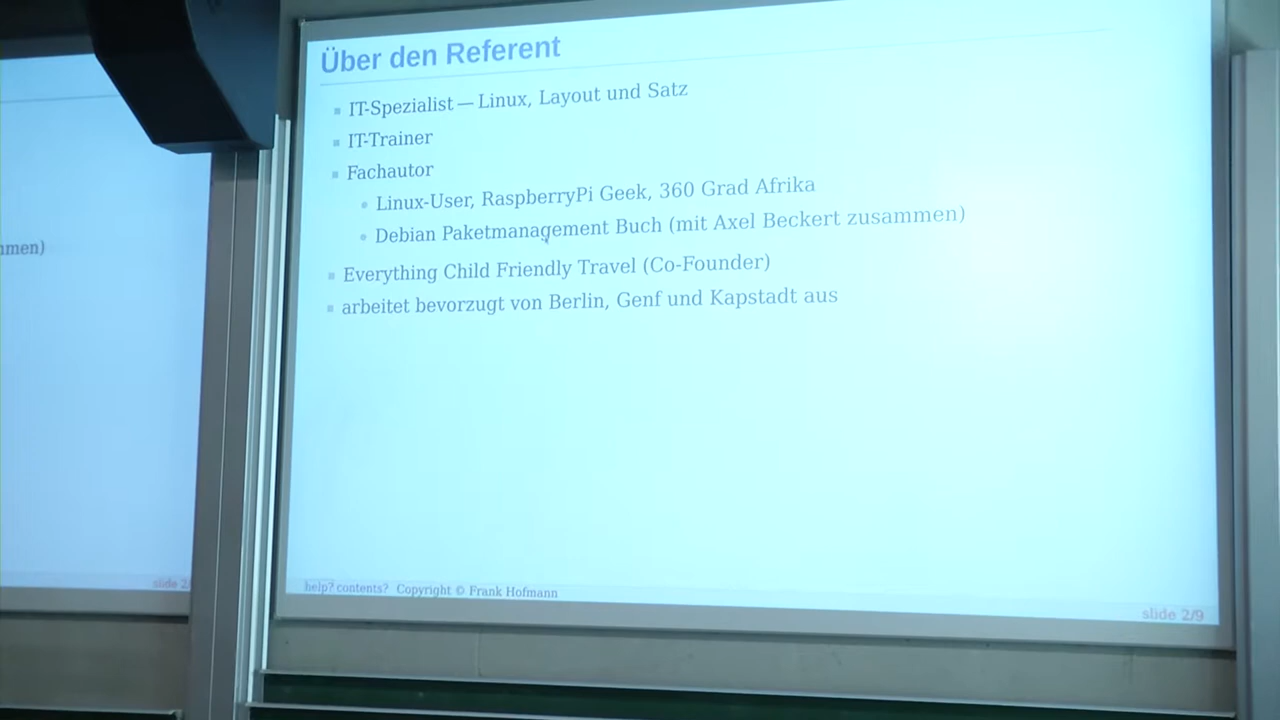 Über den Referent
IT-Spezialist — Linux, Layout und Satz
IT-Trainer
Fachautor
Linux-User, RaspberryPi Geek, 360 Grad Afrika
Debian Paketmanagement Buch (mit Axel Beckert zusammen)
Everything Child Friendly Travel (Co-Founder)
arbeitet bevorzugt von Berlin, Genf und Kapstadt aus
help? contents? Copyright © Frank Hofmann
slide 2/9
men)
slide 2